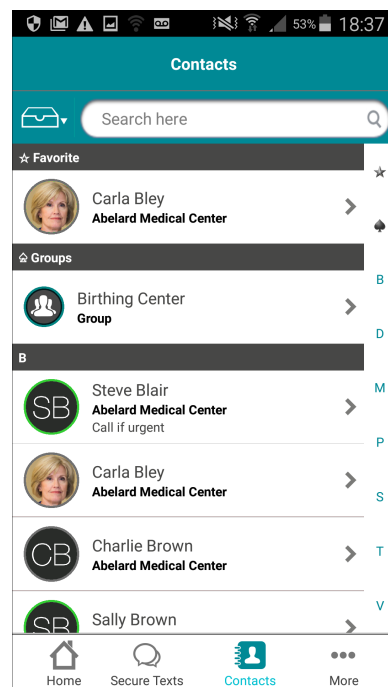 53% 18:37
Contacts
Search here
Favorite
Carla Bley
Abelard Medical Center
Groups
Birthing Center
Group
B
SB
Steve Blair
Abelard Medical Center
Call if urgent
Carla Bley
Abelard Medical Center
CB
Charlie Brown
Abelard Medical Center
SB
Sally Brown
B
D
M
P
S
T
V
Home Secure Texts Contacts More